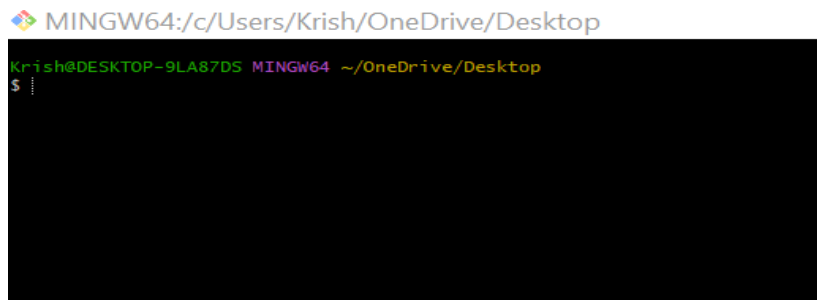 MINGW64:/c/Users/Krish/OneDrive/Desktop
Krish@DESKTOP-9LA87DS MINGW64 ~/OneDrive/Desktop
$